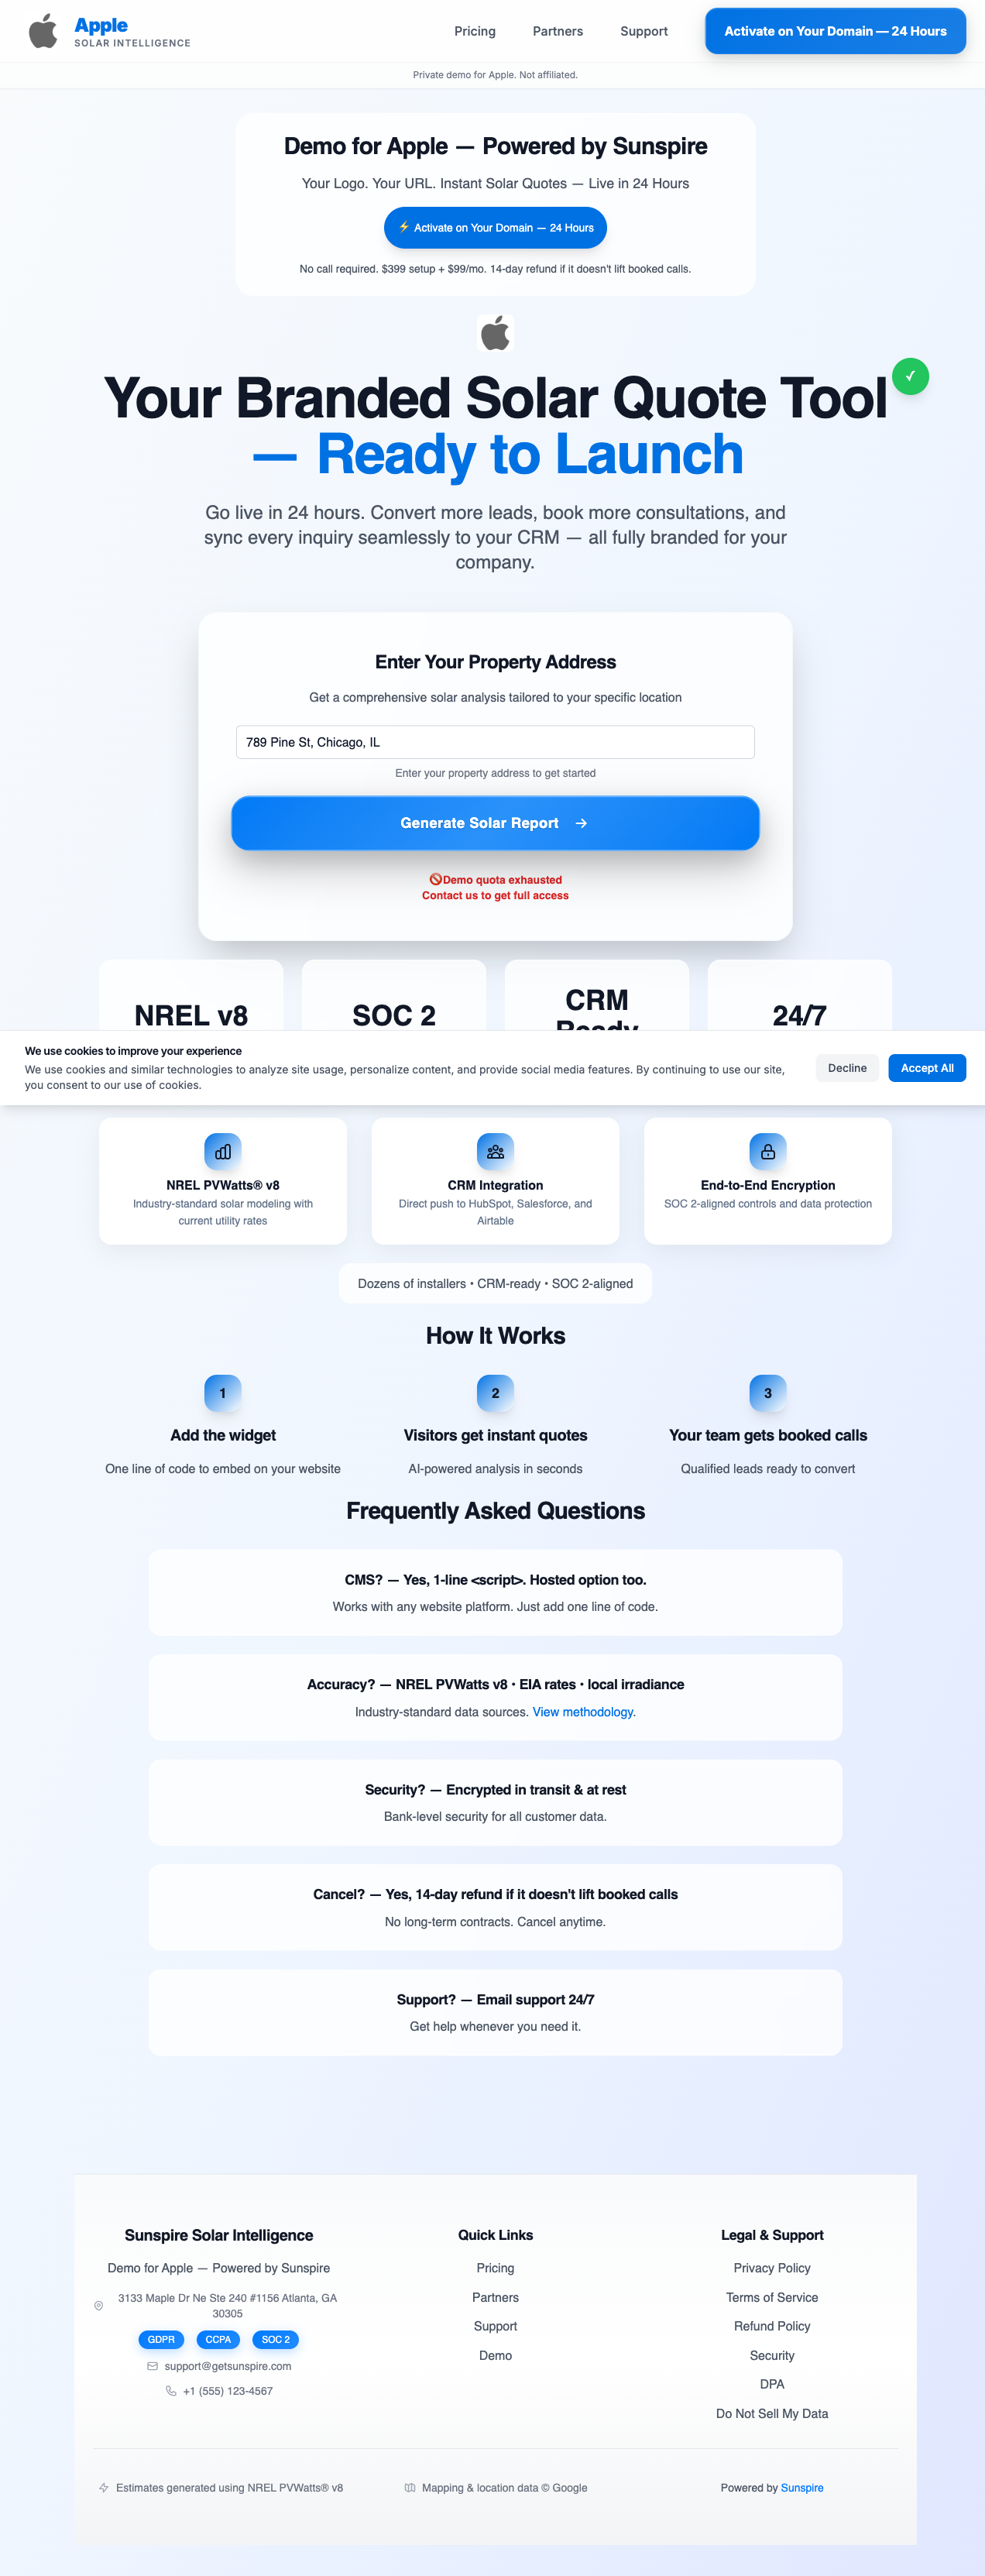 Apple
SOLAR INTELLIGENCE
Pricing
Partners
Support
Activate on Your Domain — 24 Hours
Private demo for Apple. Not affiliated.
Demo for Apple — Powered by Sunspire
Your Logo. Your URL. Instant Solar Quotes — Live in 24 Hours
⚡ Activate on Your Domain — 24 Hours
No call required. $399 setup + $99/mo. 14-day refund if it doesn't lift booked calls.
Your Branded Solar Quote Tool
✓
— Ready to Launch
Go live in 24 hours. Convert more leads, book more consultations, and
sync every inquiry seamlessly to your CRM — all fully branded for your
company.
Enter Your Property Address
Get a comprehensive solar analysis tailored to your specific location
789 Pine St, Chicago, IL
Enter your property address to get started
Generate Solar Report →
🚫Demo quota exhausted
Contact us to get full access
NREL v8
SOC 2
CRM
Ready
24/7
We use cookies to improve your experience
We use cookies and similar technologies to analyze site usage, personalize content, and provide social media features. By continuing to use our site,
you consent to our use of cookies.
Decline
Accept All
NREL PVWatts® v8
Industry-standard solar modeling with
current utility rates
CRM Integration
Direct push to HubSpot, Salesforce, and
Airtable
End-to-End Encryption
SOC 2-aligned controls and data protection
Dozens of installers • CRM-ready • SOC 2-aligned
How It Works
1
Add the widget
One line of code to embed on your website
2
Visitors get instant quotes
AI-powered analysis in seconds
3
Your team gets booked calls
Qualified leads ready to convert
Frequently Asked Questions
CMS? — Yes, 1-line <script>. Hosted option too.
Works with any website platform. Just add one line of code.
Accuracy? — NREL PVWatts v8 • EIA rates • local irradiance
Industry-standard data sources. View methodology.
Security? — Encrypted in transit & at rest
Bank-level security for all customer data.
Cancel? — Yes, 14-day refund if it doesn't lift booked calls
No long-term contracts. Cancel anytime.
Support? — Email support 24/7
Get help whenever you need it.
Sunspire Solar Intelligence
Demo for Apple — Powered by Sunspire
3133 Maple Dr Ne Ste 240 #1156 Atlanta, GA
30305
GDPR
CCPA
SOC 2
support@getsunspire.com
+1 (555) 123-4567
Quick Links
Pricing
Partners
Support
Demo
Legal & Support
Privacy Policy
Terms of Service
Refund Policy
Security
DPA
Do Not Sell My Data
Estimates generated using NREL PVWatts® v8
Mapping & location data © Google
Powered by Sunspire